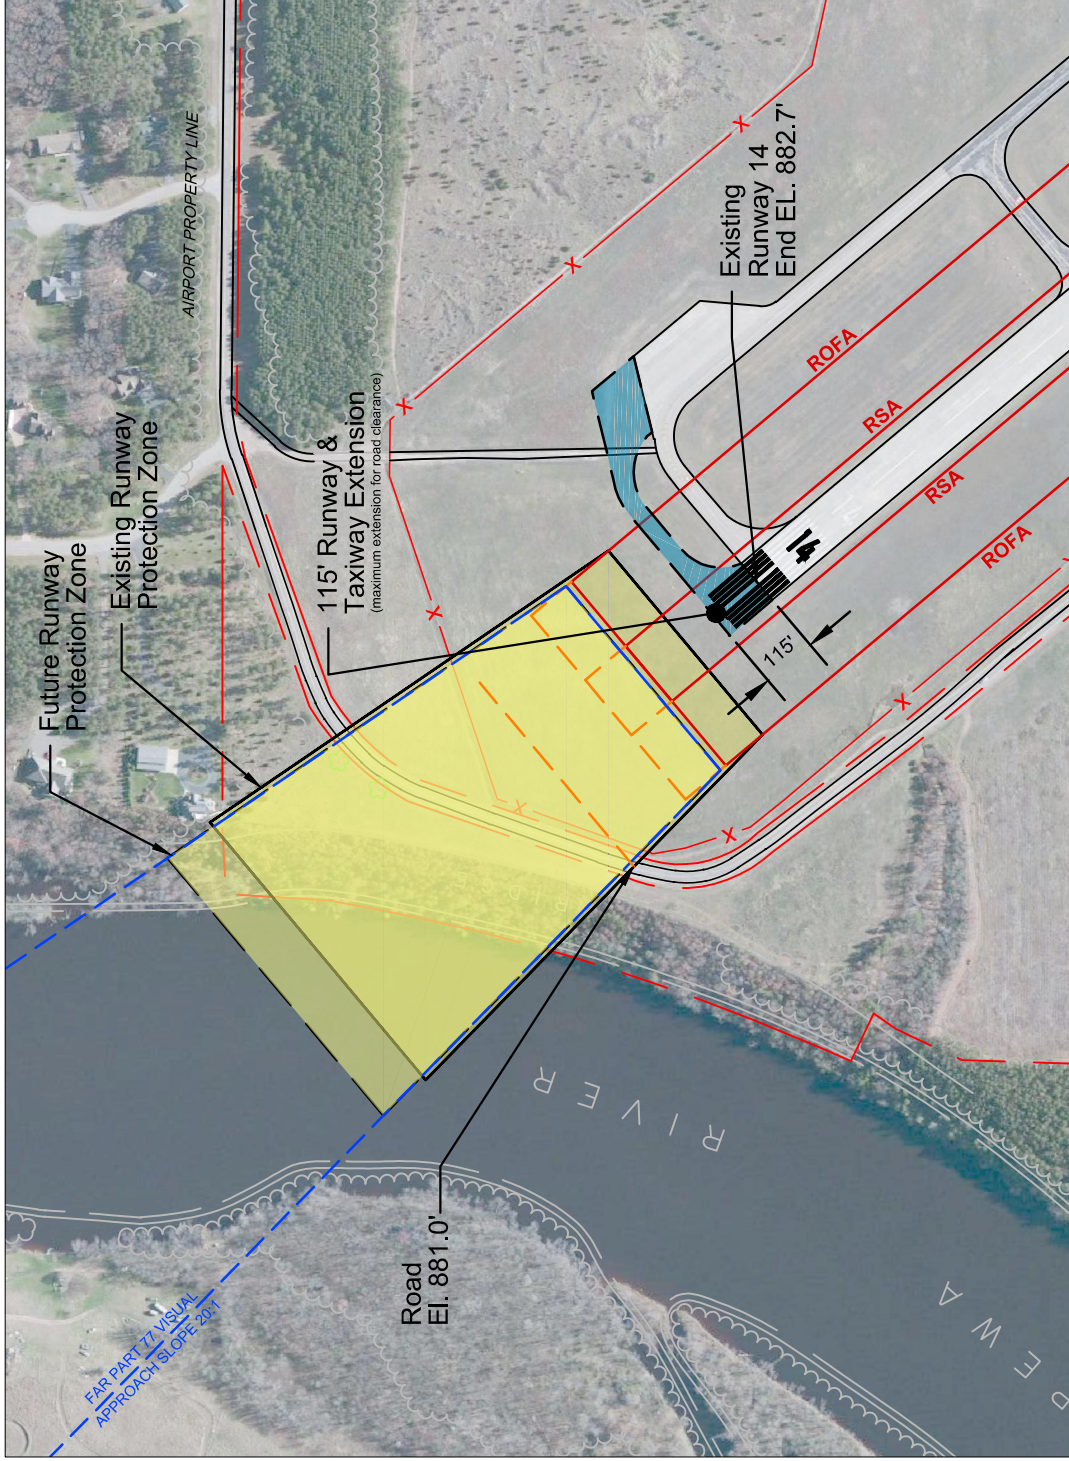 AIRPORT PROPERTY LINE
Future Runway
Protection Zone
Existing Runway
Protection Zone
115' Runway &
Taxiway Extension
(maximum extension for road clearance)
Existing
Runway 14
End EL. 882.7'
ROFA
RSA
RSA
ROFA
14
115'
X
X
X
X
X
X
X
Road
El. 881.0'
FAR PART 77 VISUAL
APPROACH SLOPE 20:1
RIVER
PEWA